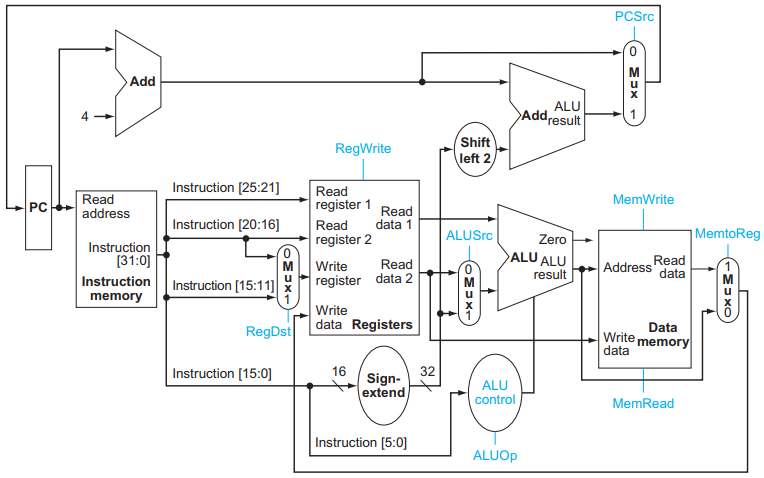 PCSrc
0
M
u
x
1
Add
4
Add
ALU
result
Shift
left 2
RegWrite
PC
Read
address
Instruction
[31:0]
Instruction
memory
Instruction [25:21]
Instruction [20:16]
Instruction [15:11]
Instruction [15:0]
0
M
u
x
1
RegDst
Read
register 1
Read
register 2
Write
register
Write
data
Read
data 1
Read
data 2
Registers
ALUSrc
0
M
u
x
1
Zero
ALU
ALU
result
MemWrite
Address
Read
data
Write
data
Data
memory
MemRead
MemtoReg
1
M
u
x
0
16
Sign-
extend
32
ALU
control
Instruction [5:0]
ALUOp